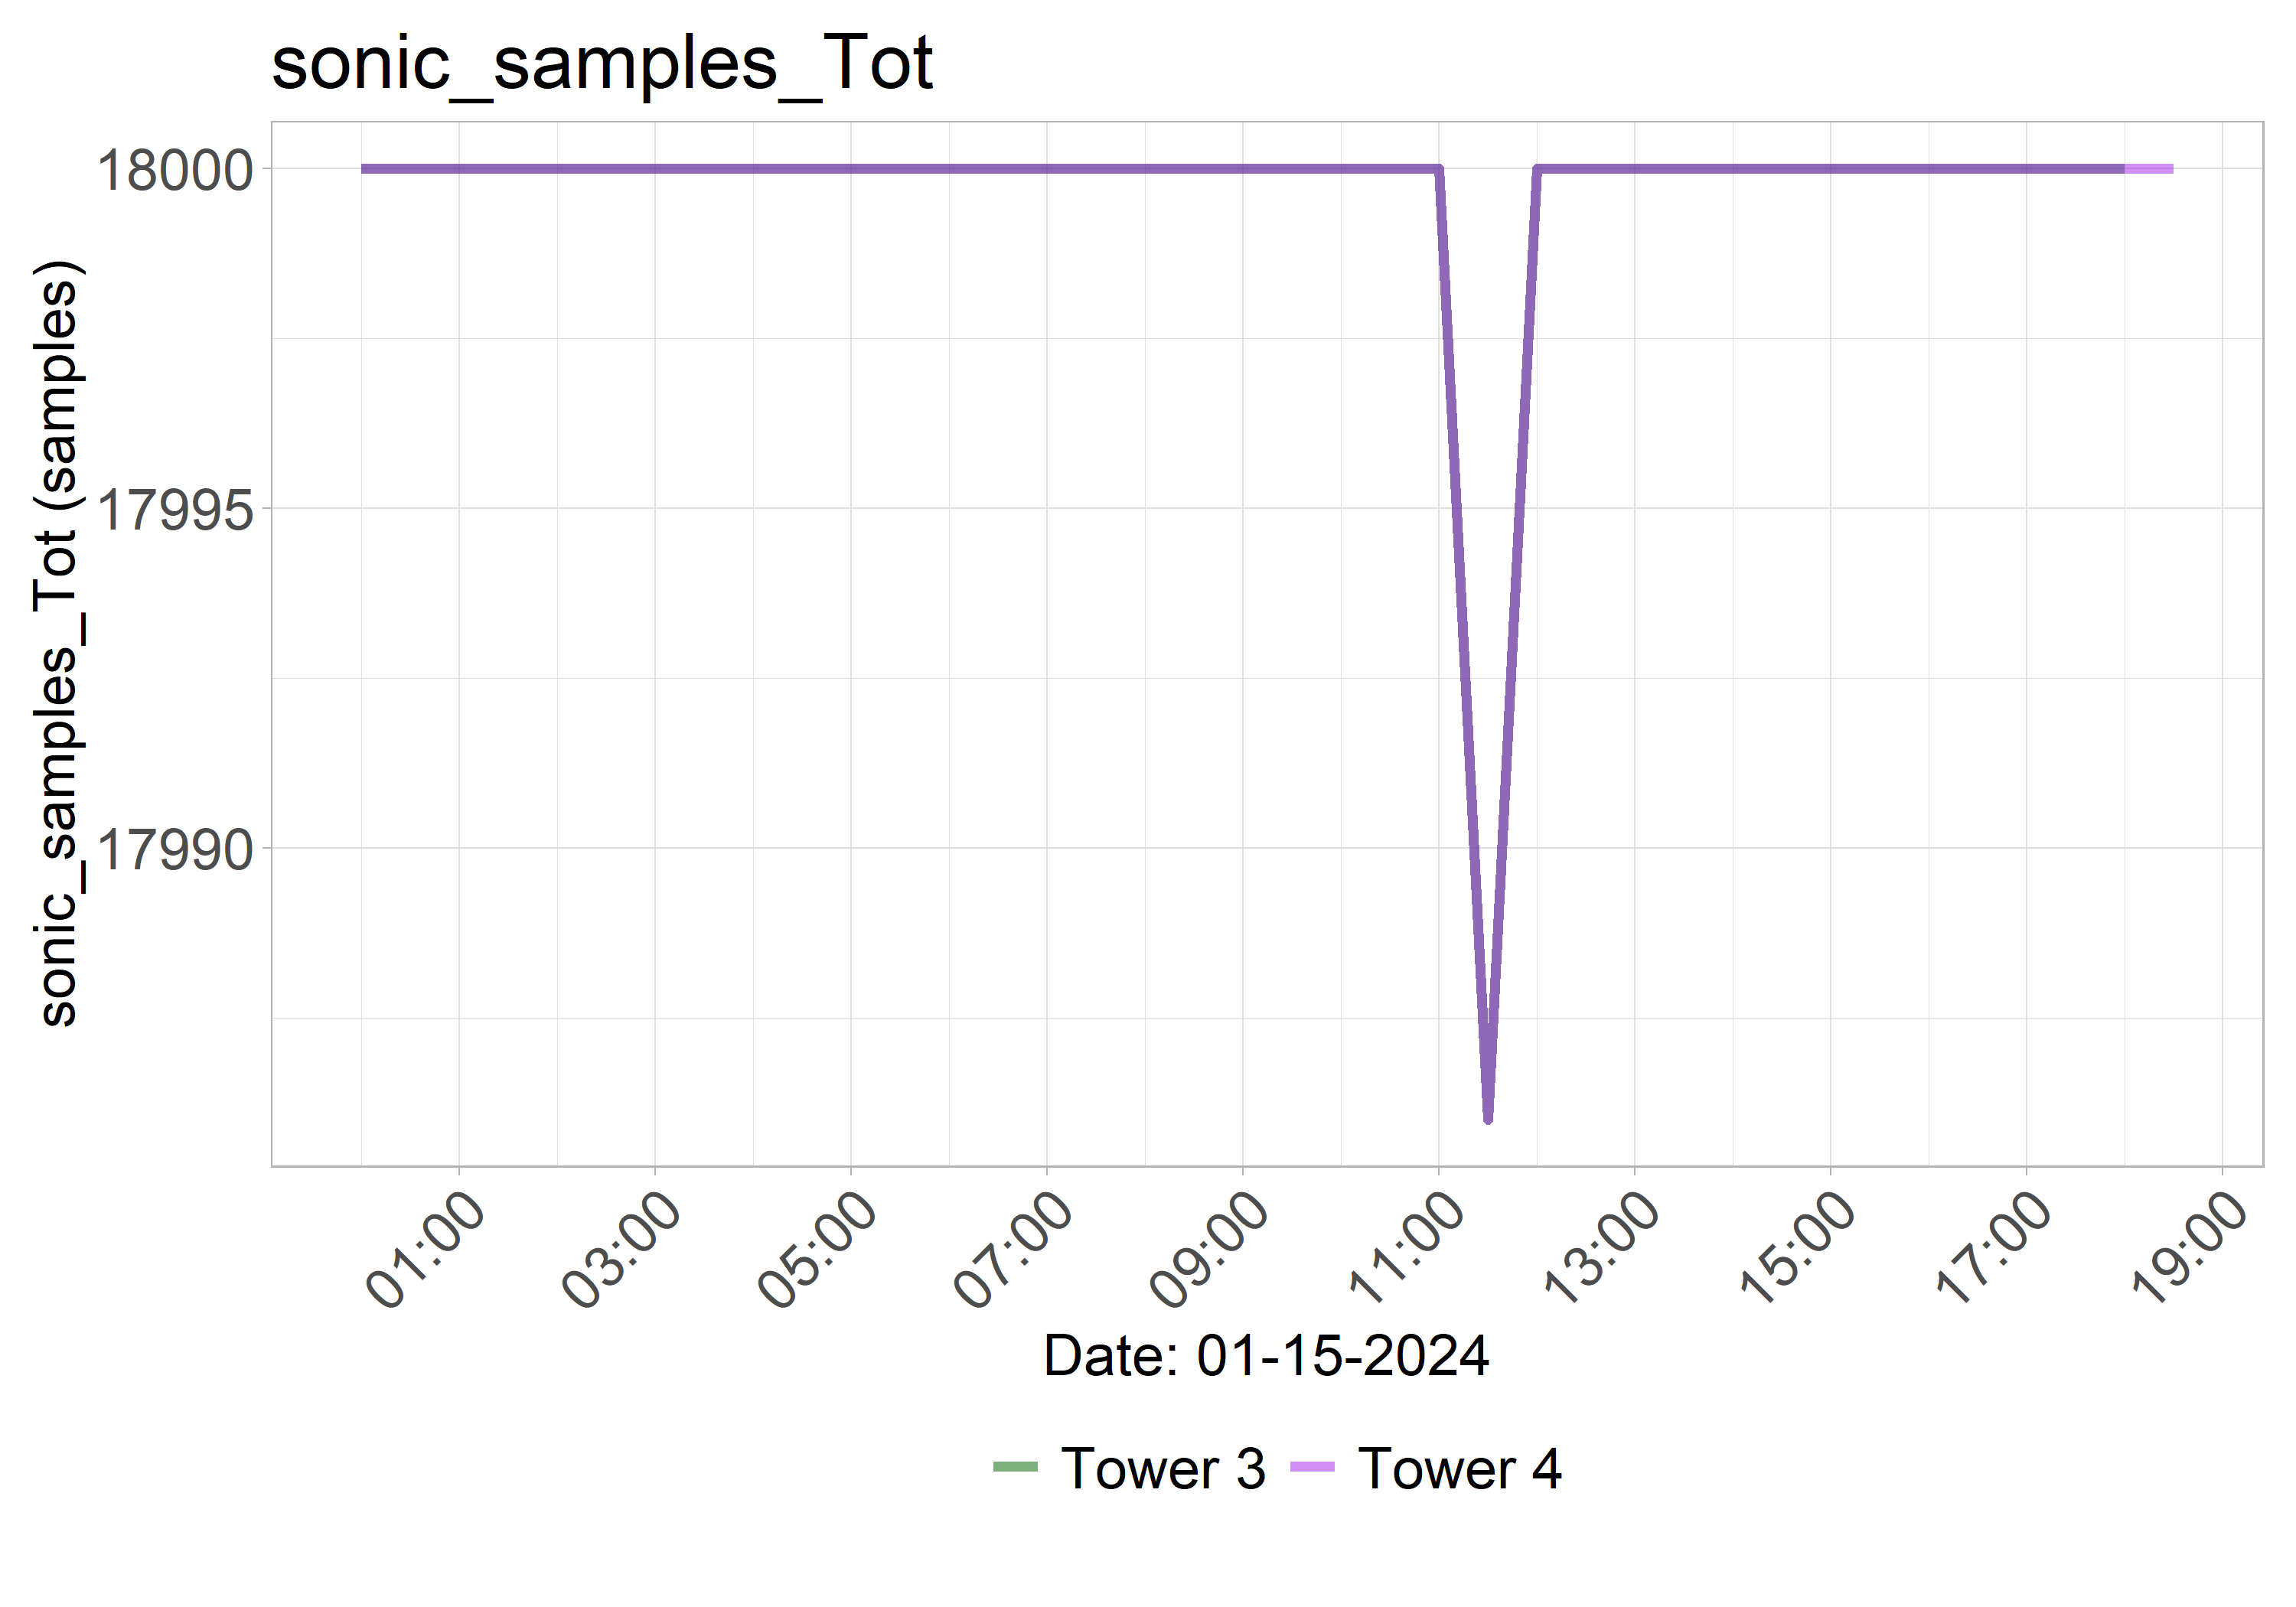 sonic_samples_Tot
sonic_samples_Tot (samples)
18000
17995
17990
01:00 03:00 05:00 07:00 09:00 11:00 13:00 15:00 17:00 19:00
Date: 01-15-2024
Tower 3 Tower 4